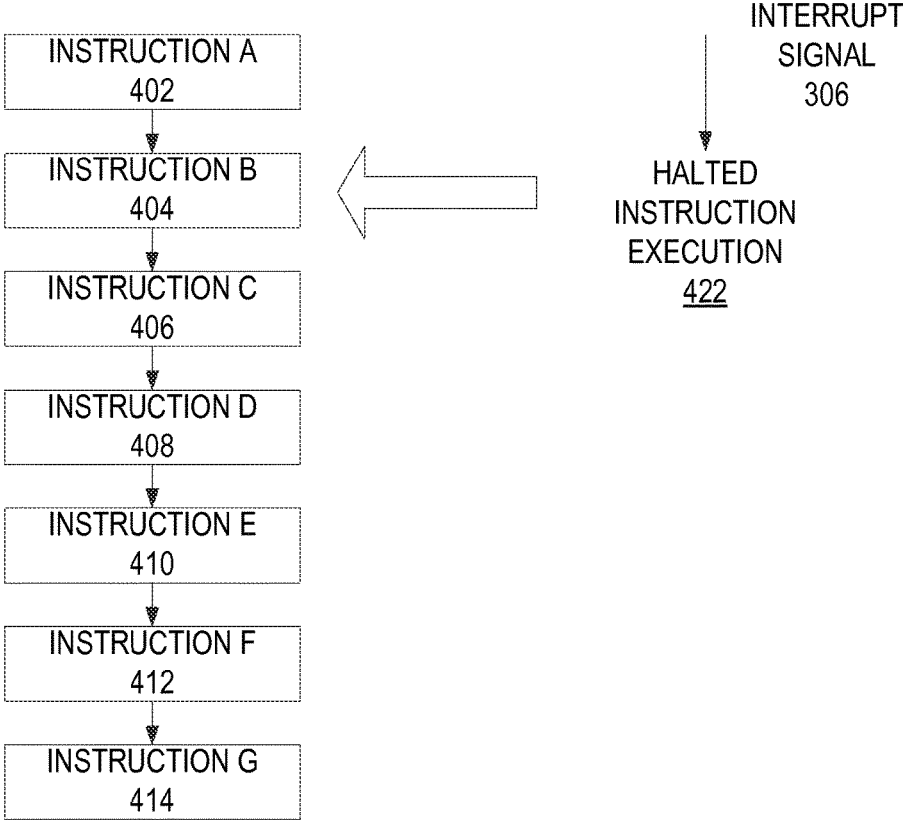 INSTRUCTION A
402
INSTRUCTION B
404
INSTRUCTION C
406
INSTRUCTION D
408
INSTRUCTION E
410
INSTRUCTION F
412
INSTRUCTION G
414
INTERRUPT
SIGNAL
306
HALTED
INSTRUCTION
EXECUTION
422